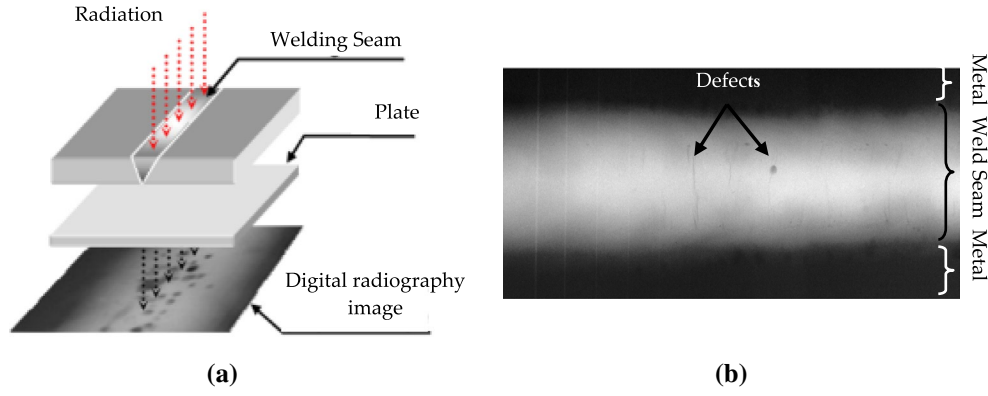 Radiation
Welding Seam
Plate
Digital radiography
image
(a)
Defects
Metal
Weld Seam
Metal
(b)